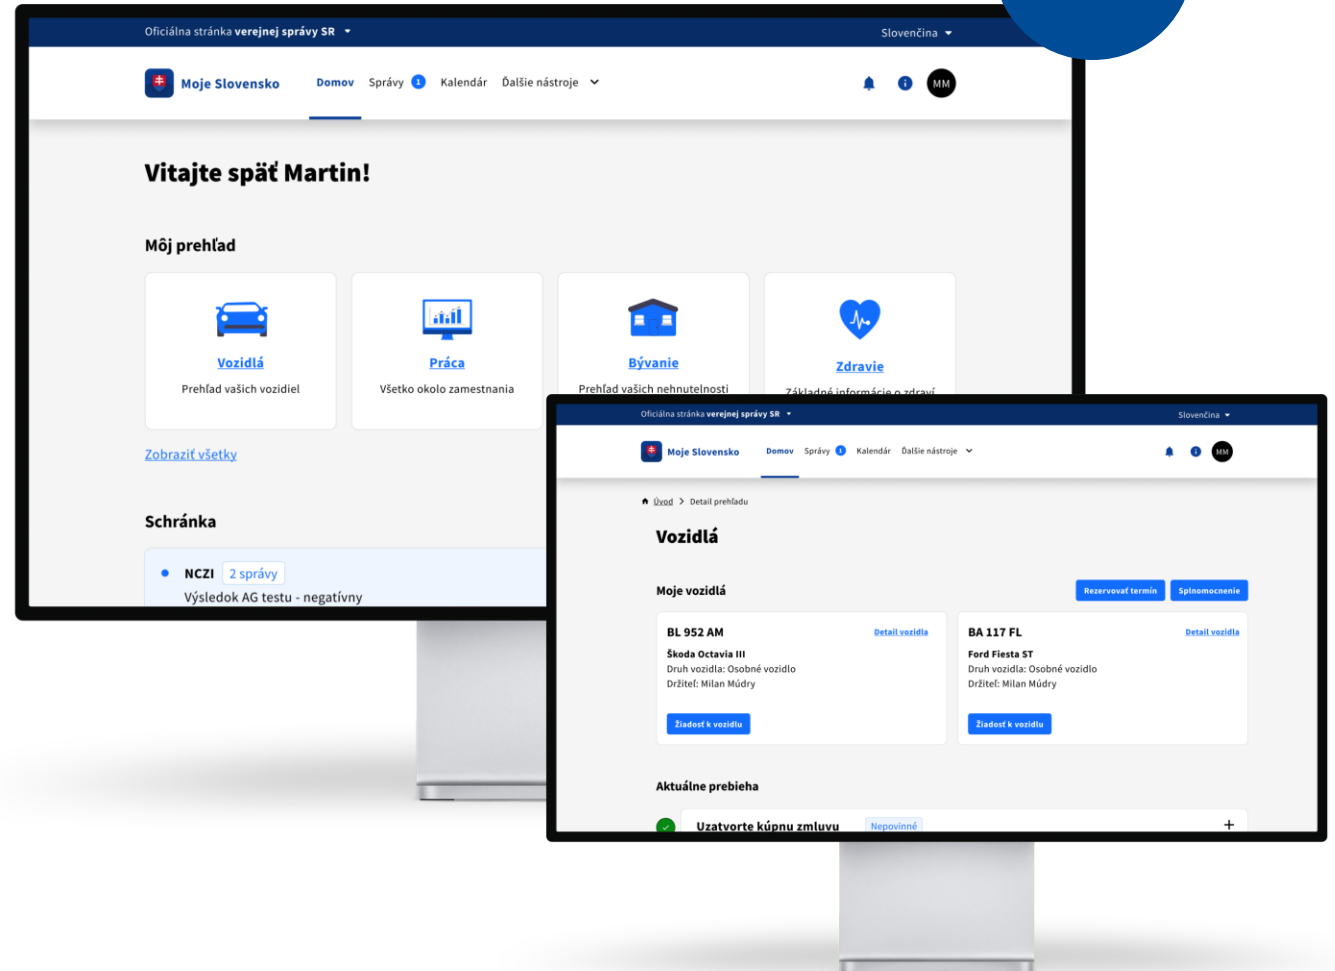 Oficiálna stránka verejnej správy SR
Slovenčina
Moje Slovensko
Domov
Správy 1
Kalendár
Ďalšie nástroje
MM
Vitajte späť Martin!
Môj prehľad
Vozidlá
Prehľad vašich vozidiel
Práca
Všetko okolo zamestnania
Bývanie
Prehľad vašich nehnutelnosti
Zdravie
Základné informácie o zdraví
Zobraziť všetky
Schránka
NCZI 2 správy
Výsledok AG testu - negatívny
Oficiálna stránka verejnej správy SR
Slovenčina
Moje Slovensko
Domov
Správy 1
Kalendár
Ďalšie nástroje
MM
Úvod > Detail prehľadu
Vozidlá
Moje vozidlá
Rezervovať termín
Splnomocnenie
BL 952 AM
Detail vozidla
Škoda Octavia III
Druh vozidla: Osobné vozidlo
Držiteľ: Milan Múdry
Žiadosť k vozidlu
BA 117 FL
Detail vozidla
Ford Fiesta ST
Druh vozidla: Osobné vozidlo
Držiteľ: Milan Múdry
Žiadosť k vozidlu
Aktuálne prebieha
Uzatvorte kúpnu zmluvu
Nepovinné